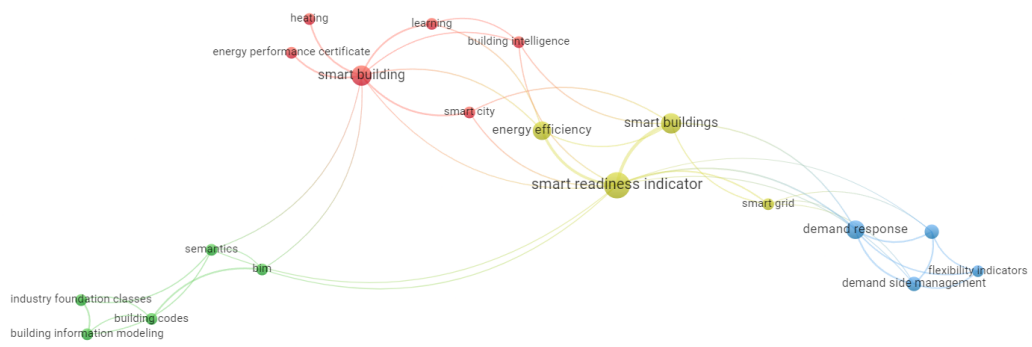 heating
learning
building intelligence
energy performance certificate
smart building
smart city
smart buildings
energy efficiency
smart readiness indicator
smart grid
demand response
semantics
bim
flexibility indicators
demand side management
industry foundation classes
building codes
building information modeling